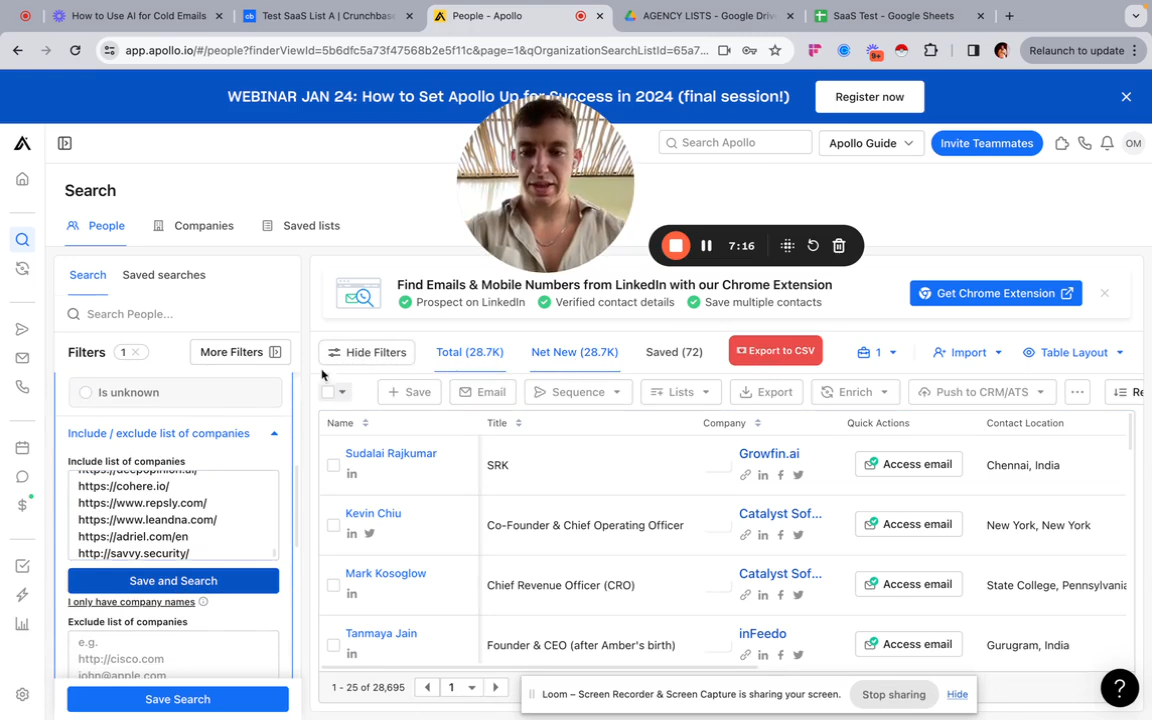 How to Use AI for Cold Emails
Test SaaS List A | Crunchbase
People - Apollo
AGENCY LISTS - Google Driv
SaaS Test - Google Sheets
app.apollo.io/#/people?finderViewId=5b6dfc5a73f47568b2e5f11c&page=1&qOrganizationSearchListId=65a7...
9+
Relaunch to update
WEBINAR JAN 24: How to Set Apollo Up for Success in 2024 (final session!)
Register now
Search Apollo
Apollo Guide
Invite Teammates
OM
Search
People
Companies
Saved lists
7:16
Search
Saved searches
Search People...
Filters
1
More Filters
Is unknown
Include / exclude list of companies
Include list of companies
https://deepopinion.ai/
https://cohere.io/
https://www.repsly.com/
https://www.leandna.com/
https://adriel.com/en
http://savvy.security/
Save and Search
I only have company names
Exclude list of companies
e.g.
http://cisco.com
john@apple.com
Save Search
Find Emails & Mobile Numbers from LinkedIn with our Chrome Extension
Prospect on LinkedIn
Verified contact details
Save multiple contacts
Get Chrome Extension
Hide Filters
Total (28.7K)
Net New (28.7K)
Saved (72)
Export to CSV
1
Import
Table Layout
Save
Email
Sequence
Lists
Export
Enrich
Push to CRM/ATS
Re
Name
Title
Company
Quick Actions
Contact Location
Sudalai Rajkumar
SRK
Growfin.ai
Access email
Chennai, India
Kevin Chiu
Co-Founder & Chief Operating Officer
Catalyst Sof...
Access email
New York, New York
Mark Kosoglow
Chief Revenue Officer (CRO)
Catalyst Sof...
Access email
State College, Pennsylvania
Tanmaya Jain
Founder & CEO (after Amber's birth)
inFeedo
Access email
Gurugram, India
1 - 25 of 28,695
1
Loom – Screen Recorder & Screen Capture is sharing your screen.
Stop sharing
Hide
?